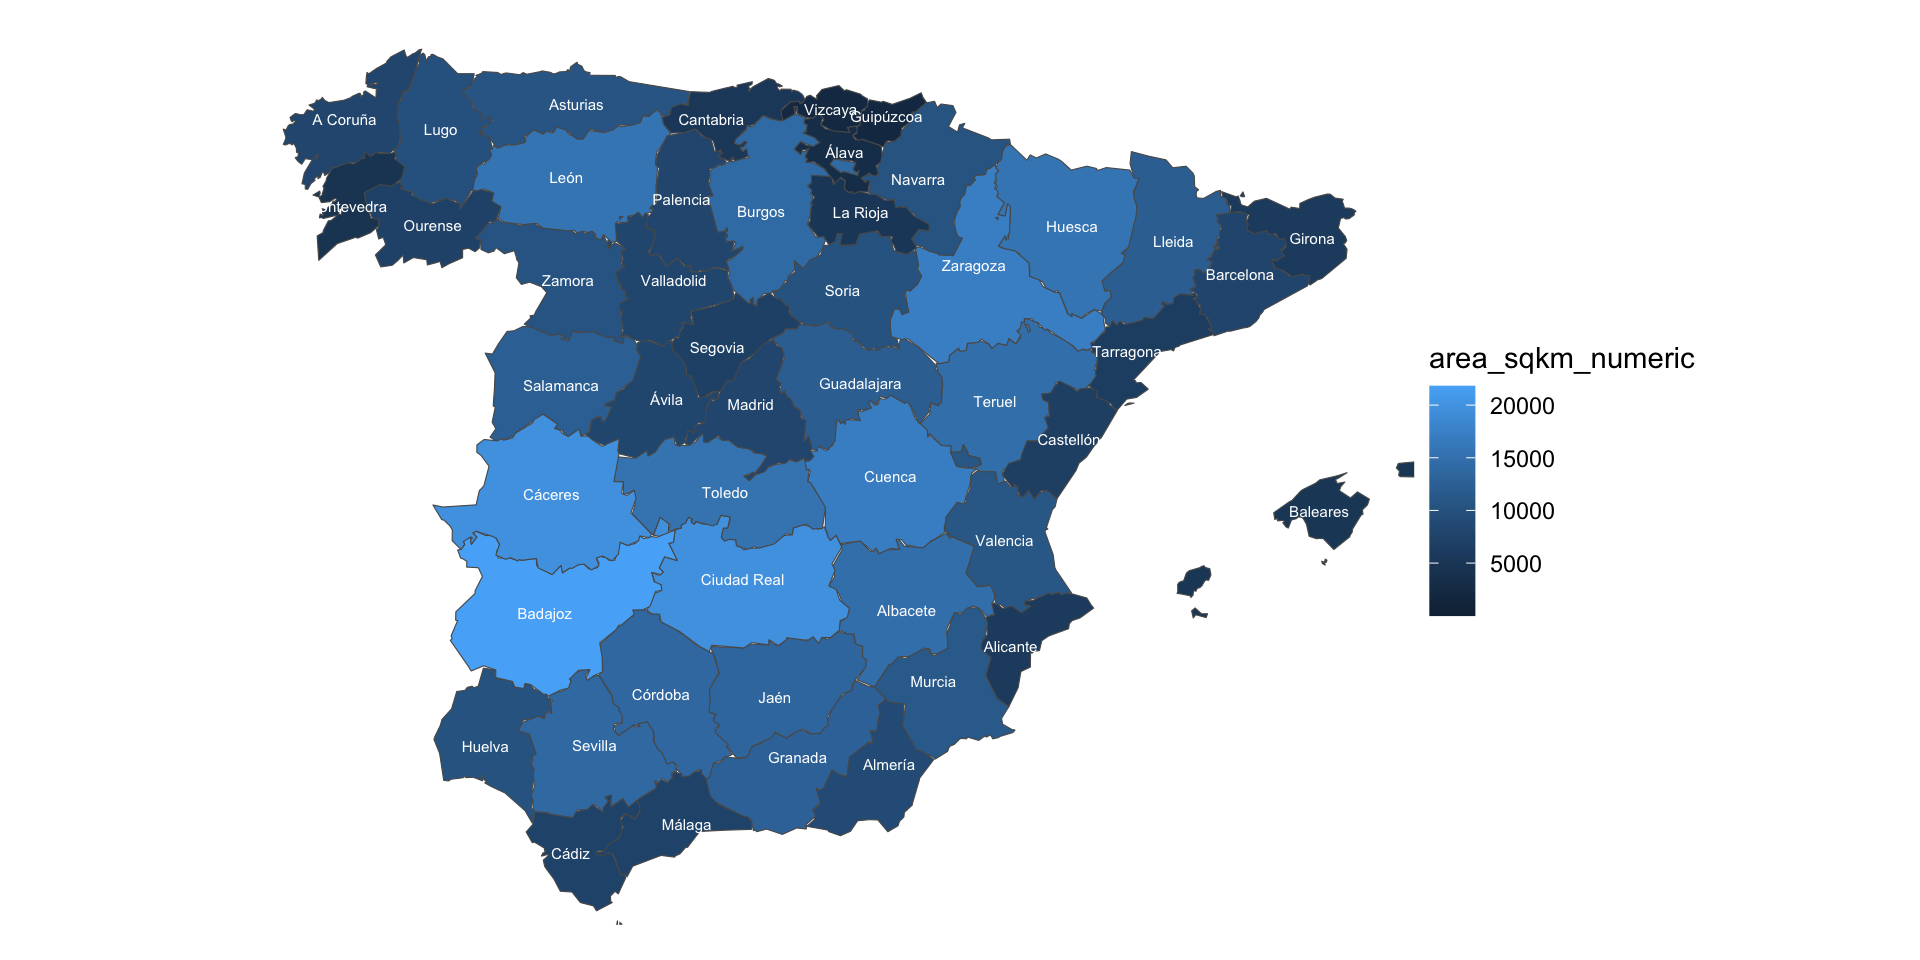 Asturias
Vizcaya
Guipúzcoa
A Coruña
Cantabria
Lugo
Álava
León
Navarra
Palencia
ontevedra
Burgos
La Rioja
Ourense
Huesca
Girona
Lleida
Zaragoza
Barcelona
Zamora
Valladolid
Soria
Segovia
Tarragona
area_sqkm_numeric
Salamanca
Guadalajara
Ávila
Madrid
Teruel
20000
Castellón
15000
Cuenca
Cáceres
Toledo
10000
Baleares
Valencia
5000
Ciudad Real
Badajoz
Albacete
Alicante
Murcia
Córdoba
Jaén
Huelva
Sevilla
Granada
Almería
Málaga
Cádiz